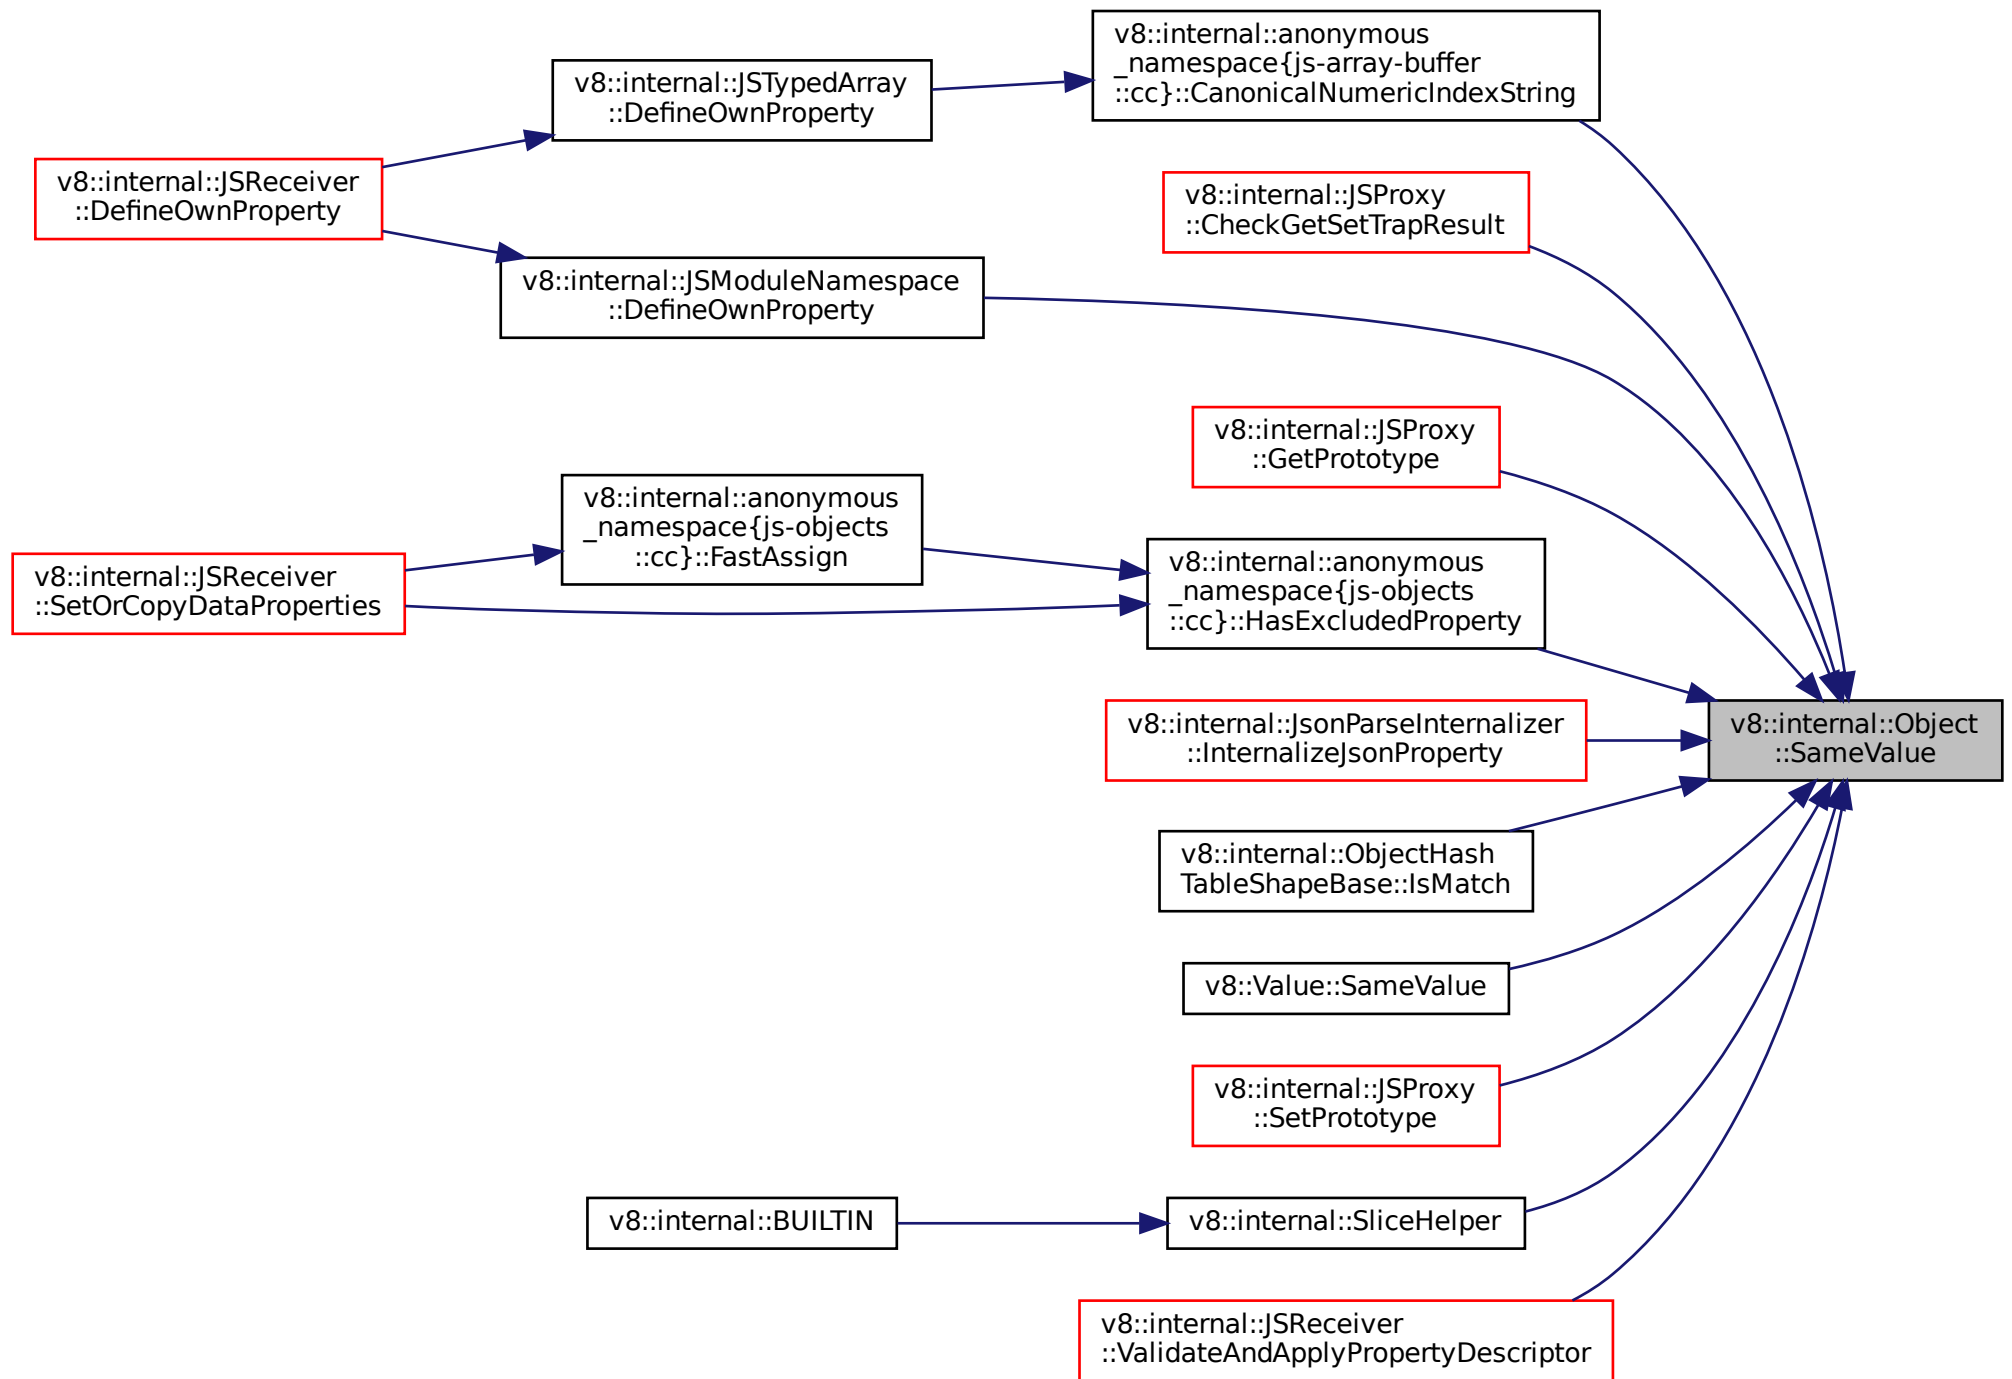 v8::internal::anonymous
_namespace{js-array-buffer
::cc}::CanonicalNumericIndexString
v8::internal::JSTypedArray
::DefineOwnProperty
v8::internal::JSReceiver
::DefineOwnProperty
v8::internal::JSProxy
::CheckGetSetTrapResult
v8::internal::JSModuleNamespace
::DefineOwnProperty
v8::internal::JSProxy
::GetPrototype
v8::internal::anonymous
_namespace{js-objects
::cc}::FastAssign
v8::internal::JSReceiver
::SetOrCopyDataProperties
v8::internal::anonymous
_namespace{js-objects
::cc}::HasExcludedProperty
v8::internal::JsonParseInternalizer
::InternalizeJsonProperty
v8::internal::Object
::SameValue
v8::internal::ObjectHash
TableShapeBase::IsMatch
v8::Value::SameValue
v8::internal::JSProxy
::SetPrototype
v8::internal::BUILTIN
v8::internal::SliceHelper
v8::internal::JSReceiver
::ValidateAndApplyPropertyDescriptor